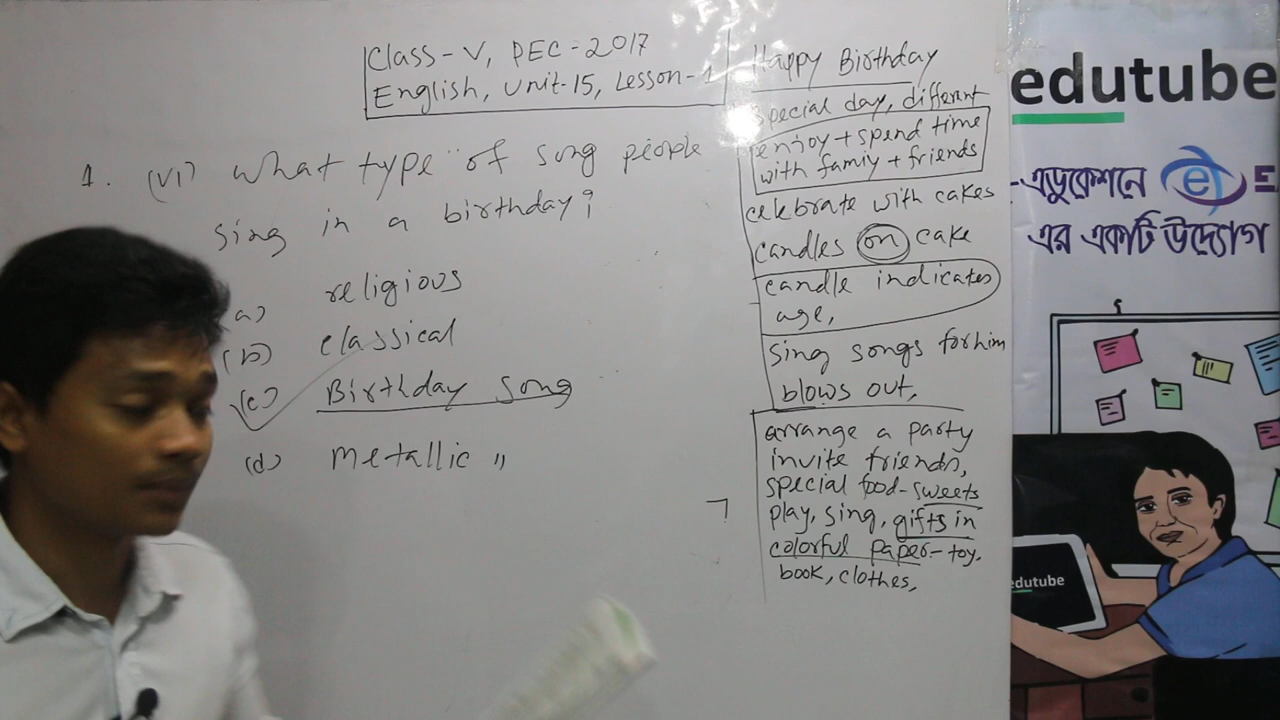 Class-V, PEC-2017
English, Unit-15, Lesson-1
1. (vi) what type of song people
sing in a birthday?
(a) religious
(b) classical
(c) Birthday song
(d) metallic "
Happy Birthday
special day, different
enjoy + spend time
with famiy + friends
celebrate with cakes
candles on cake
candle indicates
age,
sing songs for him
blows out,
arrange a party
invite friends,
special food-sweets
play, sing, gifts in
colorful paper-toy.
book, clothes,
edutube
-এডুকেশনে e E
এর একটি উদ্যোগ
edutube